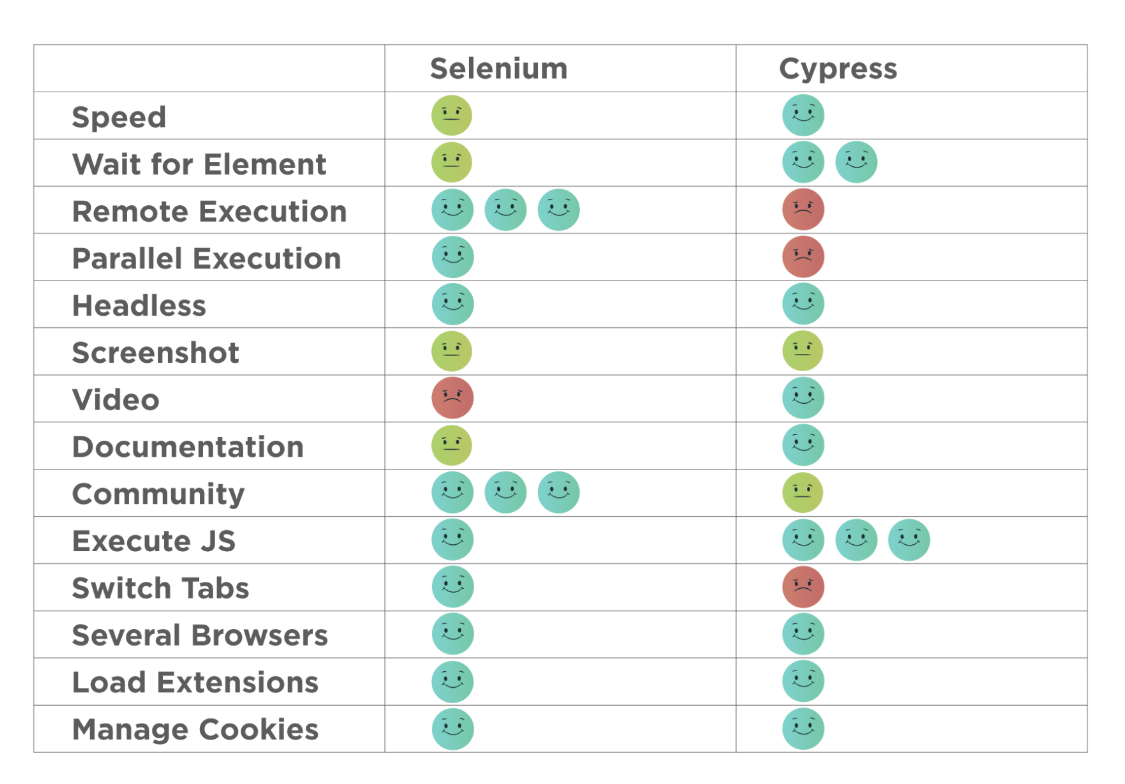 Selenium Cypress
Speed
Wait for Element
Remote Execution
Parallel Execution
Headless
Screenshot
Video
Documentation
Community
Execute JS
Switch Tabs
Several Browsers
Load Extensions
Manage Cookies